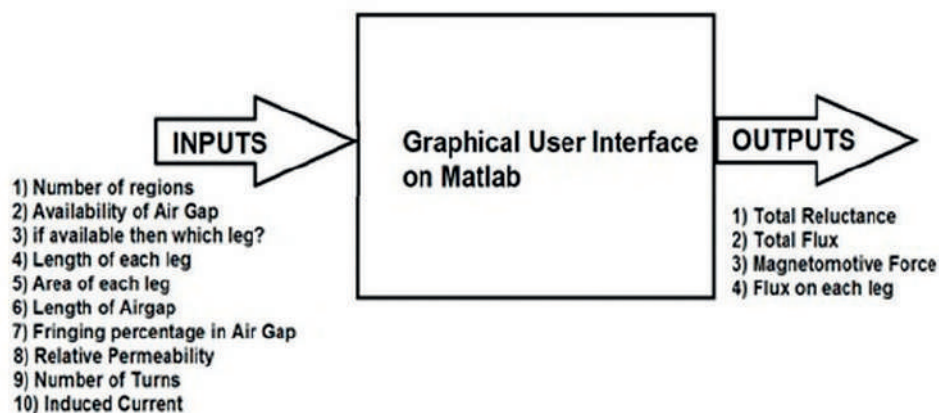 INPUTS
1) Number of regions
2) Availability of Air Gap
3) if available then which leg?
4) Length of each leg
5) Area of each leg
6) Length of Airgap
7) Fringing percentage in Air Gap
8) Relative Permeability
9) Number of Turns
10) Induced Current
Graphical User Interface
on Matlab
OUTPUTS
1) Total Reluctance
2) Total Flux
3) Magnetomotive Force
4) Flux on each leg